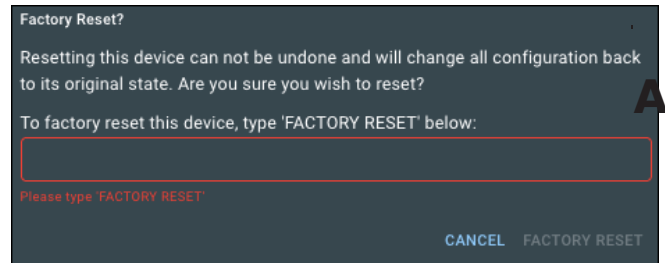 Factory Reset?
Resetting this device can not be undone and will change all configuration back
to its original state. Are you sure you wish to reset?
A
To factory reset this device, type 'FACTORY RESET' below:
Please type 'FACTORY RESET'
CANCEL FACTORY RESET